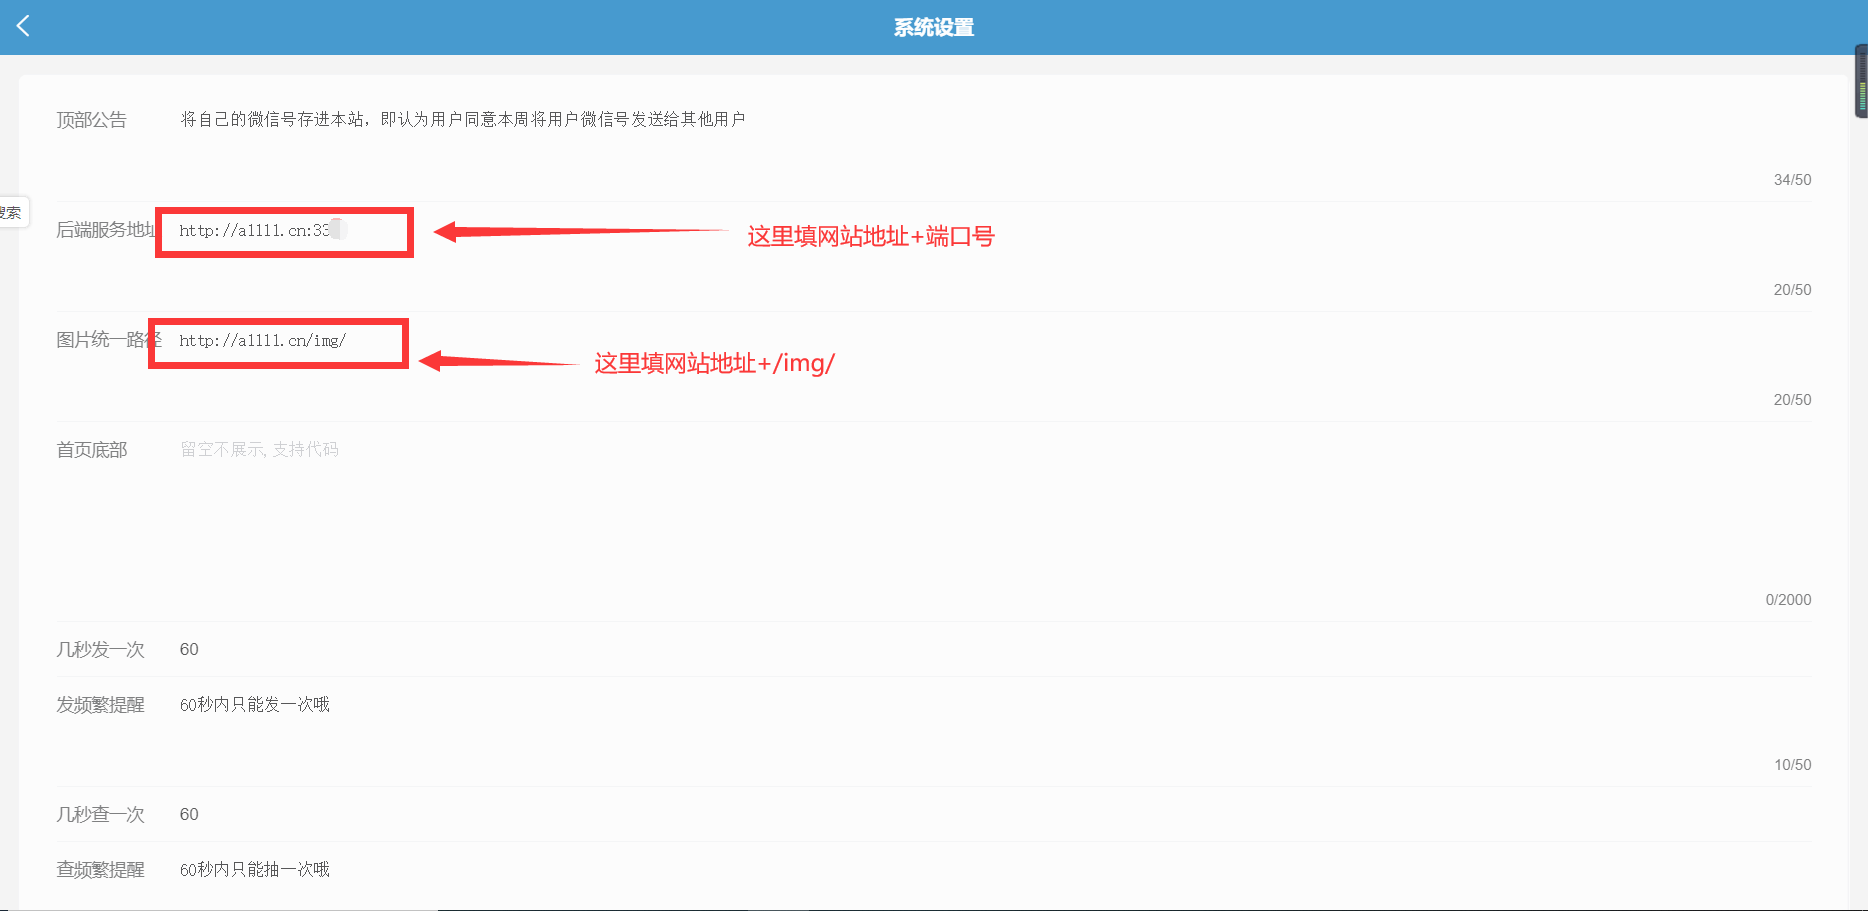 系统设置
顶部公告 将自己的微信号存进本站，即认为用户同意本周将用户微信号发送给其他用户
34/50
搜索
后端服务地址 http://a1111.cn:33
这里填网站地址+端口号
20/50
图片统一路径 http://a1111.cn/img/
这里填网站地址+/img/
20/50
首页底部 留空不展示,支持代码
0/2000
几秒发一次 60
发频繁提醒 60秒内只能发一次哦
10/50
几秒查一次 60
查频繁提醒 60秒内只能抽一次哦